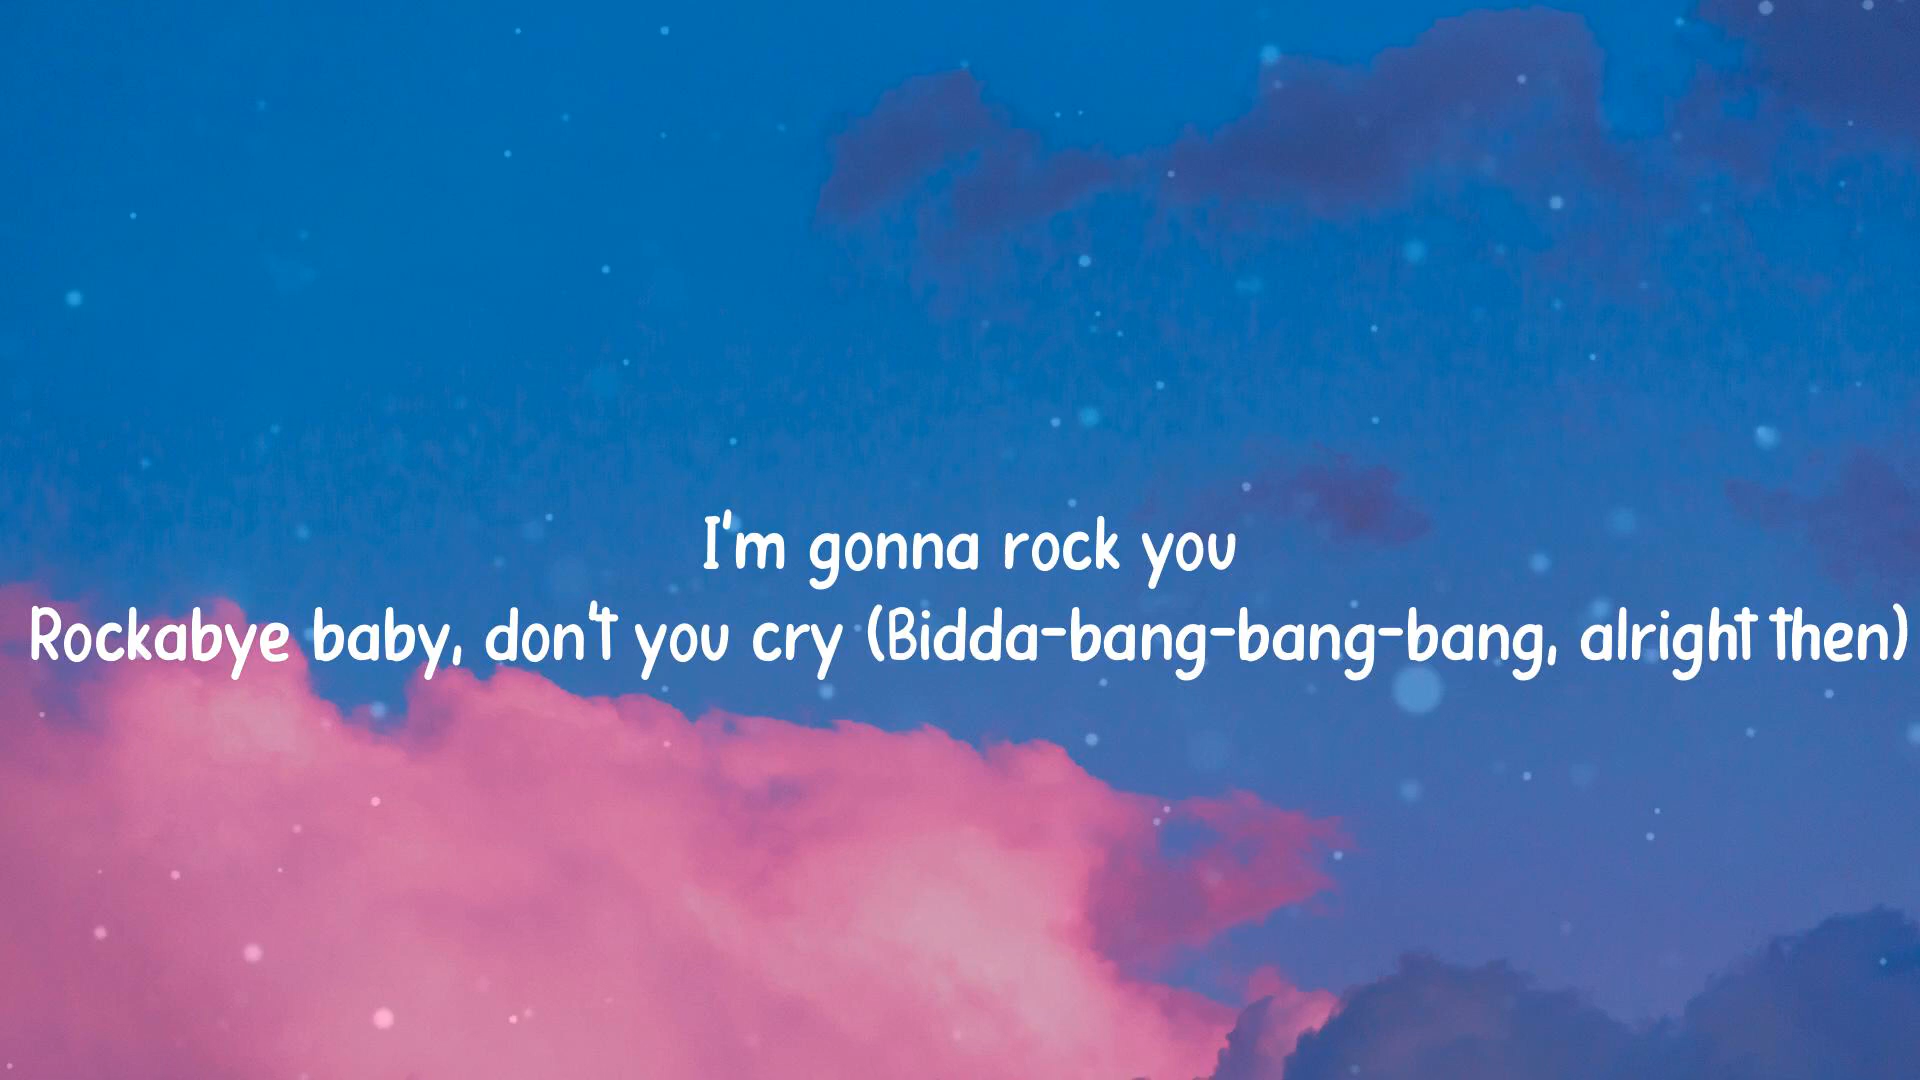 I'm gonna rock you
Rockabye baby, don't you cry (Bidda-bang-bang-bang, alright then)